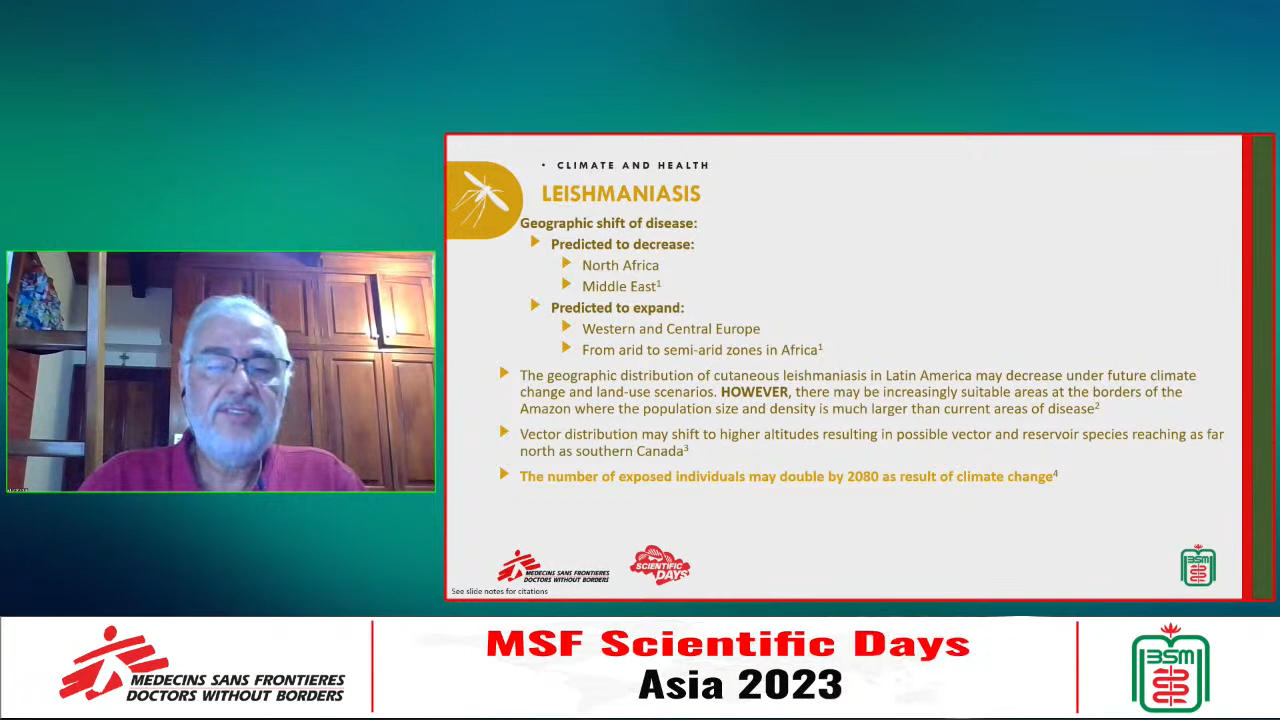 • CLIMATE AND HEALTH
LEISHMANIASIS
Geographic shift of disease:
Predicted to decrease:
North Africa
Middle East¹
Predicted to expand:
Western and Central Europe
From arid to semi-arid zones in Africa¹
The geographic distribution of cutaneous leishmaniasis in Latin America may decrease under future climate
change and land-use scenarios. HOWEVER, there may be increasingly suitable areas at the borders of the
Amazon where the population size and density is much larger than current areas of disease²
Vector distribution may shift to higher altitudes resulting in possible vector and reservoir species reaching as far
north as southern Canada³
The number of exposed individuals may double by 2080 as result of climate change⁴
MEDECINS SANS FRONTIERES
DOCTORS WITHOUT BORDERS
SCIENTIFIC
DAYS
BSM
See slide notes for citations
MEDECINS SANS FRONTIERES
DOCTORS WITHOUT BORDERS
MSF Scientific Days
Asia 2023
BSM